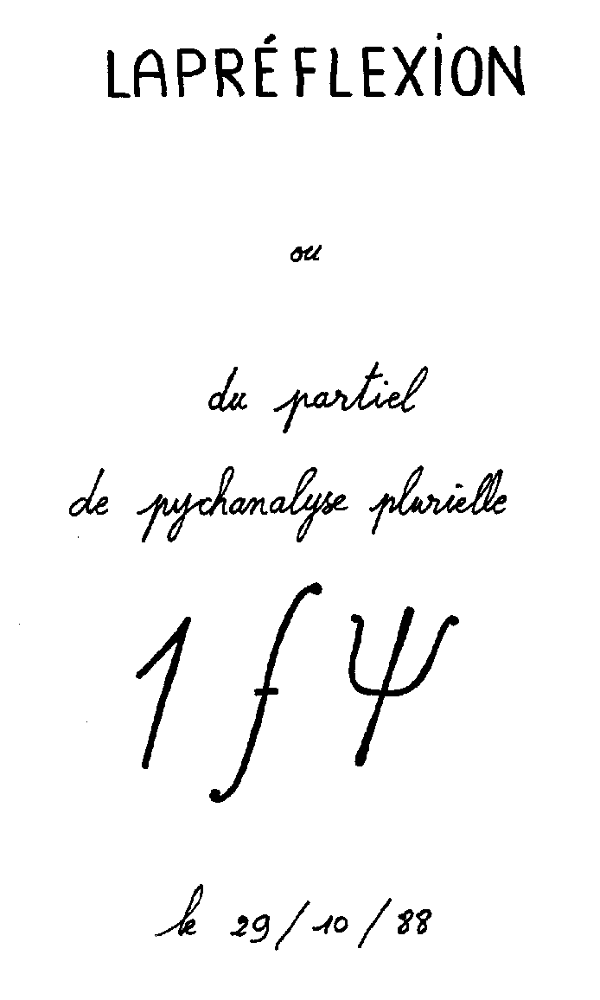 LAPRÉFLEXION
ou
du partiel
de pychanalyse plurielle
1 f Ψ
le 29/10/88